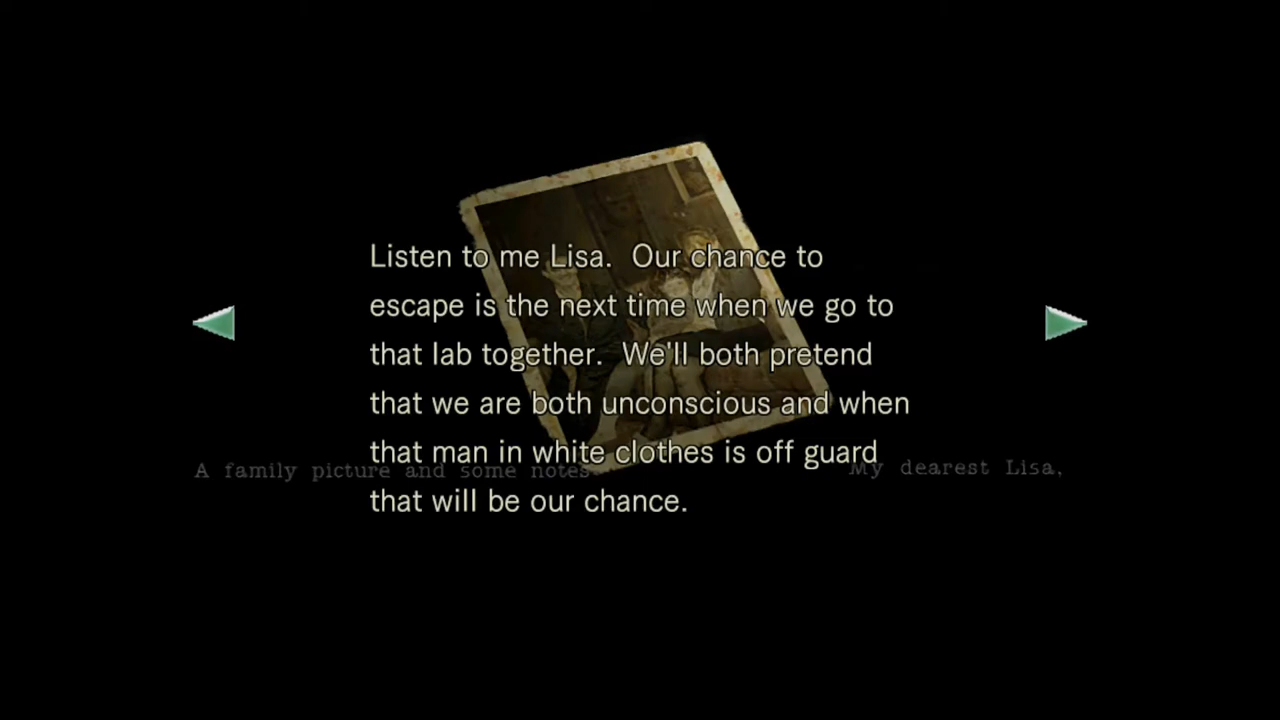 Listen to me Lisa.  Our chance to
escape is the next time when we go to
that lab together.  We'll both pretend
that we are both unconscious and when
that man in white clothes is off guard
that will be our chance.
A family picture and some notes
My dearest Lisa,